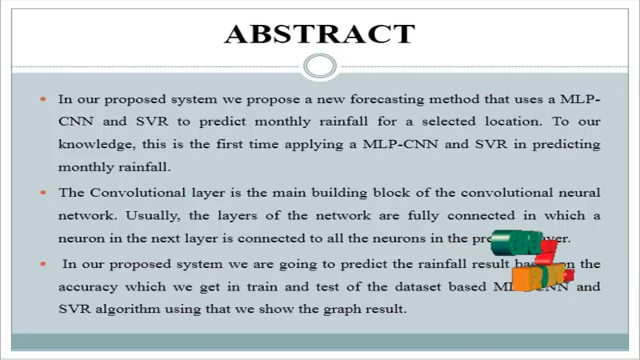 ABSTRACT
In our proposed system we propose a new forecasting method that uses a MLP-
CNN and SVR to predict monthly rainfall for a selected location. To our
knowledge, this is the first time applying a MLP-CNN and SVR in predicting
monthly rainfall.
The Convolutional layer is the main building block of the convolutional neural
network. Usually, the layers of the network are fully connected in which a
neuron in the next layer is connected to all the neurons in the
In our proposed system we are going to predict the rainfall result based on the
accuracy which we get in train and test of the dataset based and
SVR algorithm using that we show the graph result.